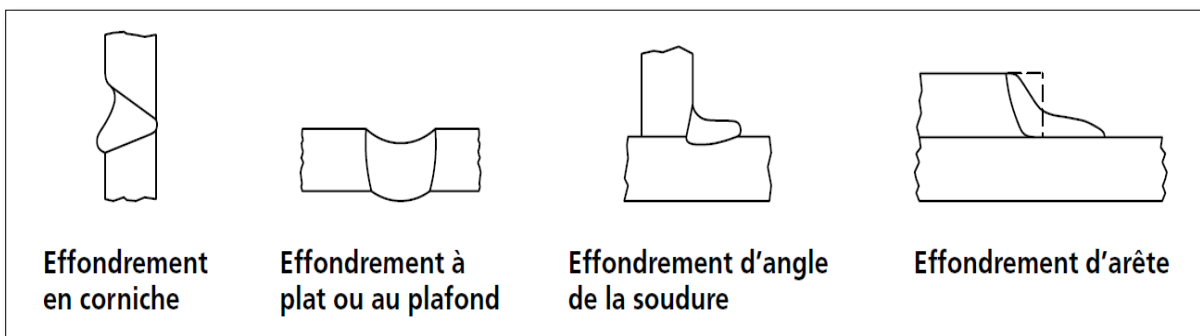 Effondrement
en corniche
Effondrement à
plat ou au plafond
Effondrement d'angle
de la soudure
Effondrement d'arête